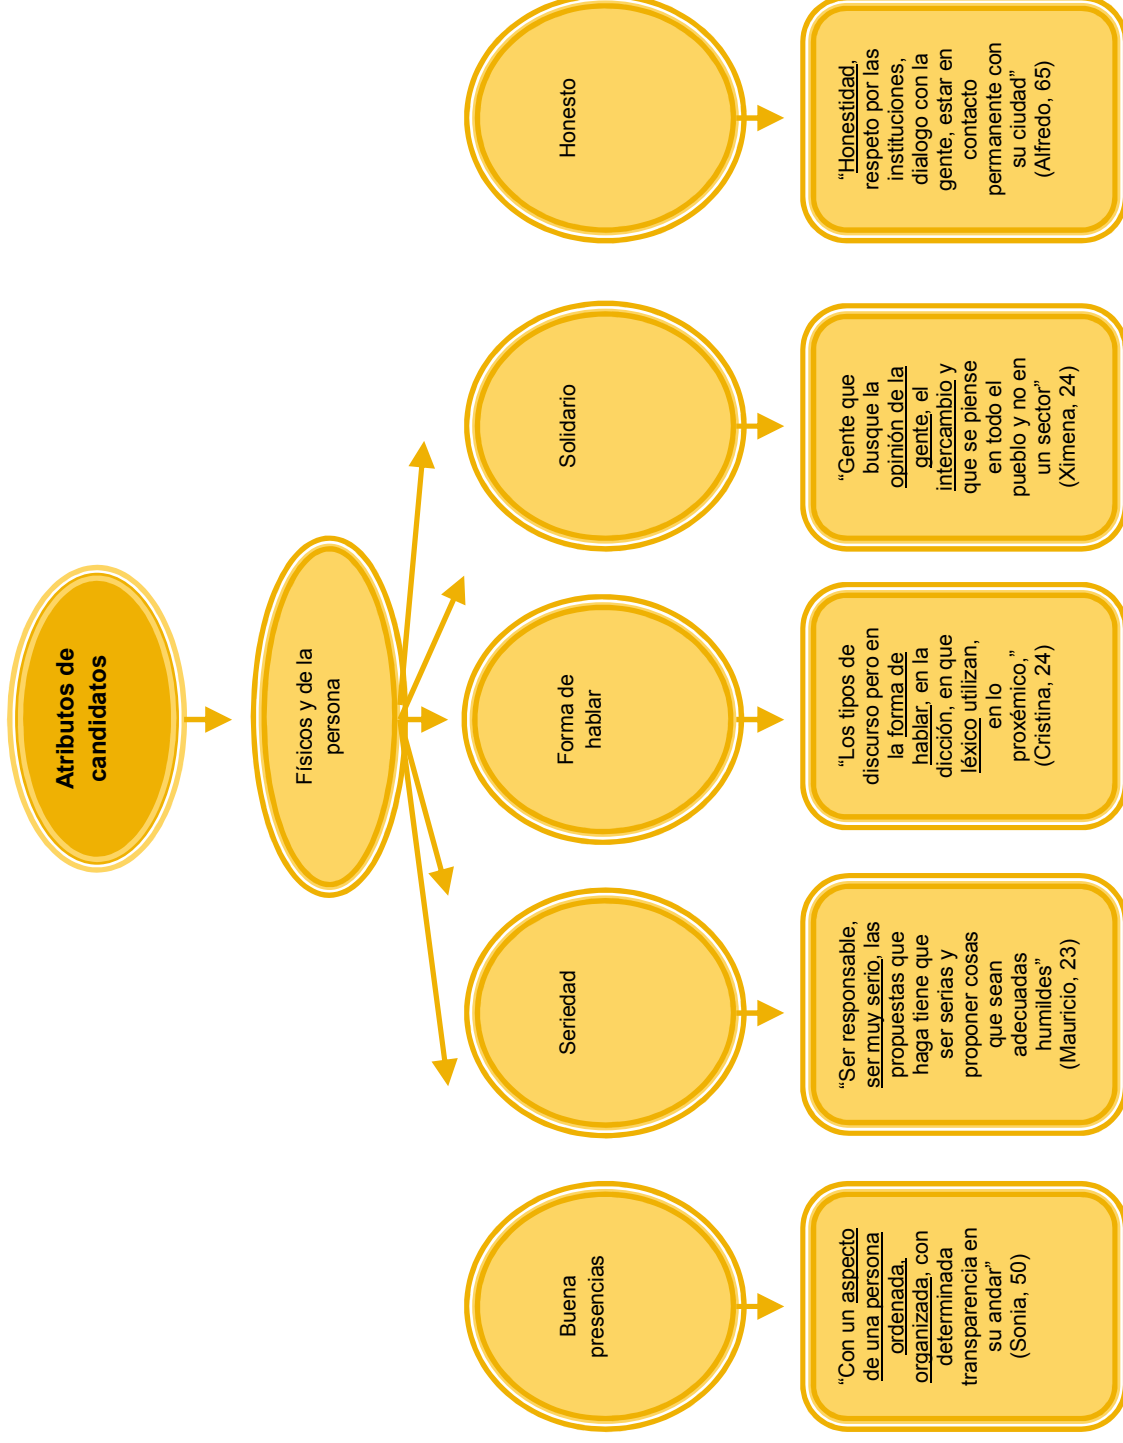 Atributos de
candidatos
Físicos y de la
persona
Buena
presencias
Seriedad
Forma de
hablar
Solidario
Honesto
“Con un aspecto
de una persona
ordenada,
organizada, con
determinada
transparencia en
su andar”
(Sonia, 50)
“Ser responsable,
ser muy serio, las
propuestas que
haga tiene que
ser serias y
proponer cosas
que sean
adecuadas
humildes”
(Mauricio, 23)
“Los tipos de
discurso pero en
la forma de
hablar, en la
dicción, en que
léxico utilizan,
en lo
proxémico,”
(Cristina, 24)
“Gente que
busque la
opinión de la
gente, el
intercambio y
que se piense
en todo el
pueblo y no en
un sector”
(Ximena, 24)
“Honestidad,
respeto por las
instituciones,
dialogo con la
gente, estar en
contacto
permanente con
su ciudad”
(Alfredo, 65)